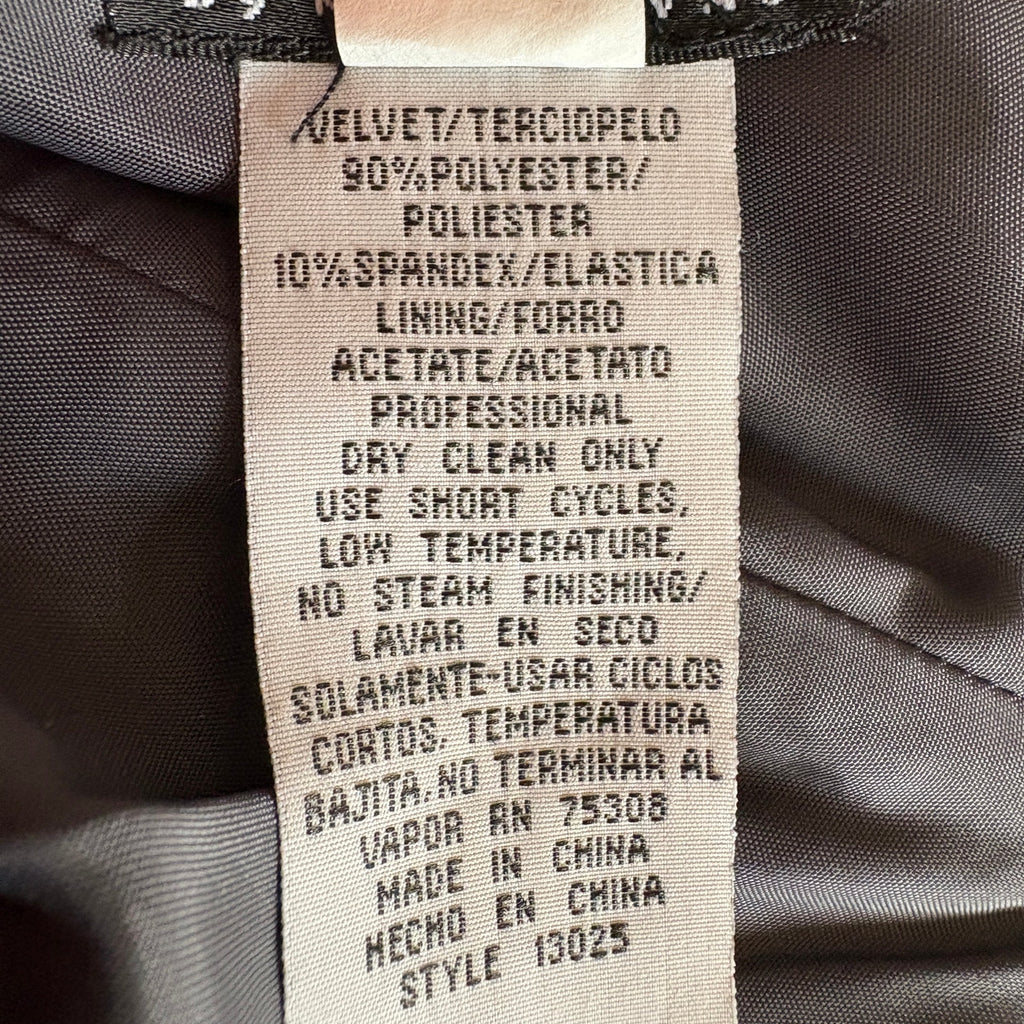 VELVET/TERCIOPELO
90%POLYESTER/
POLIESTER
10%SPANDEX/ELASTICA
LINING/FORRO
ACETATE/ACETATO
PROFESSIONAL
DRY CLEAN ONLY
USE SHORT CYCLES,
LOW TEMPERATURE,
NO STEAM FINISHING/
LAVAR EN SECO
SOLAMENTE-USAR CICLOS
CORTOS, TEMPERATURA
BAJITA,NO TERMINAR AL
VAPOR RN 75308
MADE IN CHINA
HECHO EN CHINA
STYLE 13025